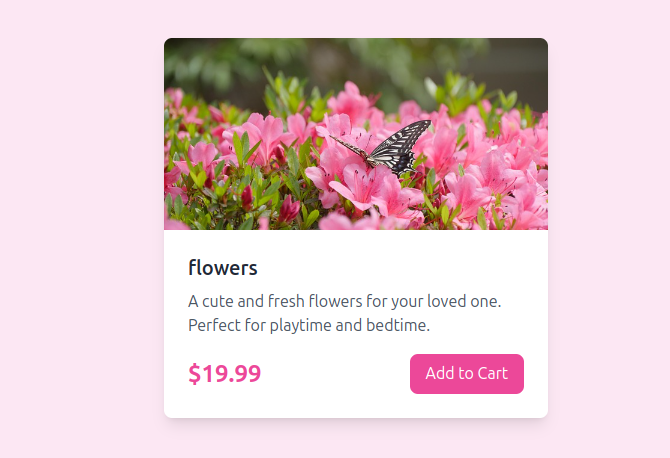 flowers
A cute and fresh flowers for your loved one.
Perfect for playtime and bedtime.
$19.99
Add to Cart